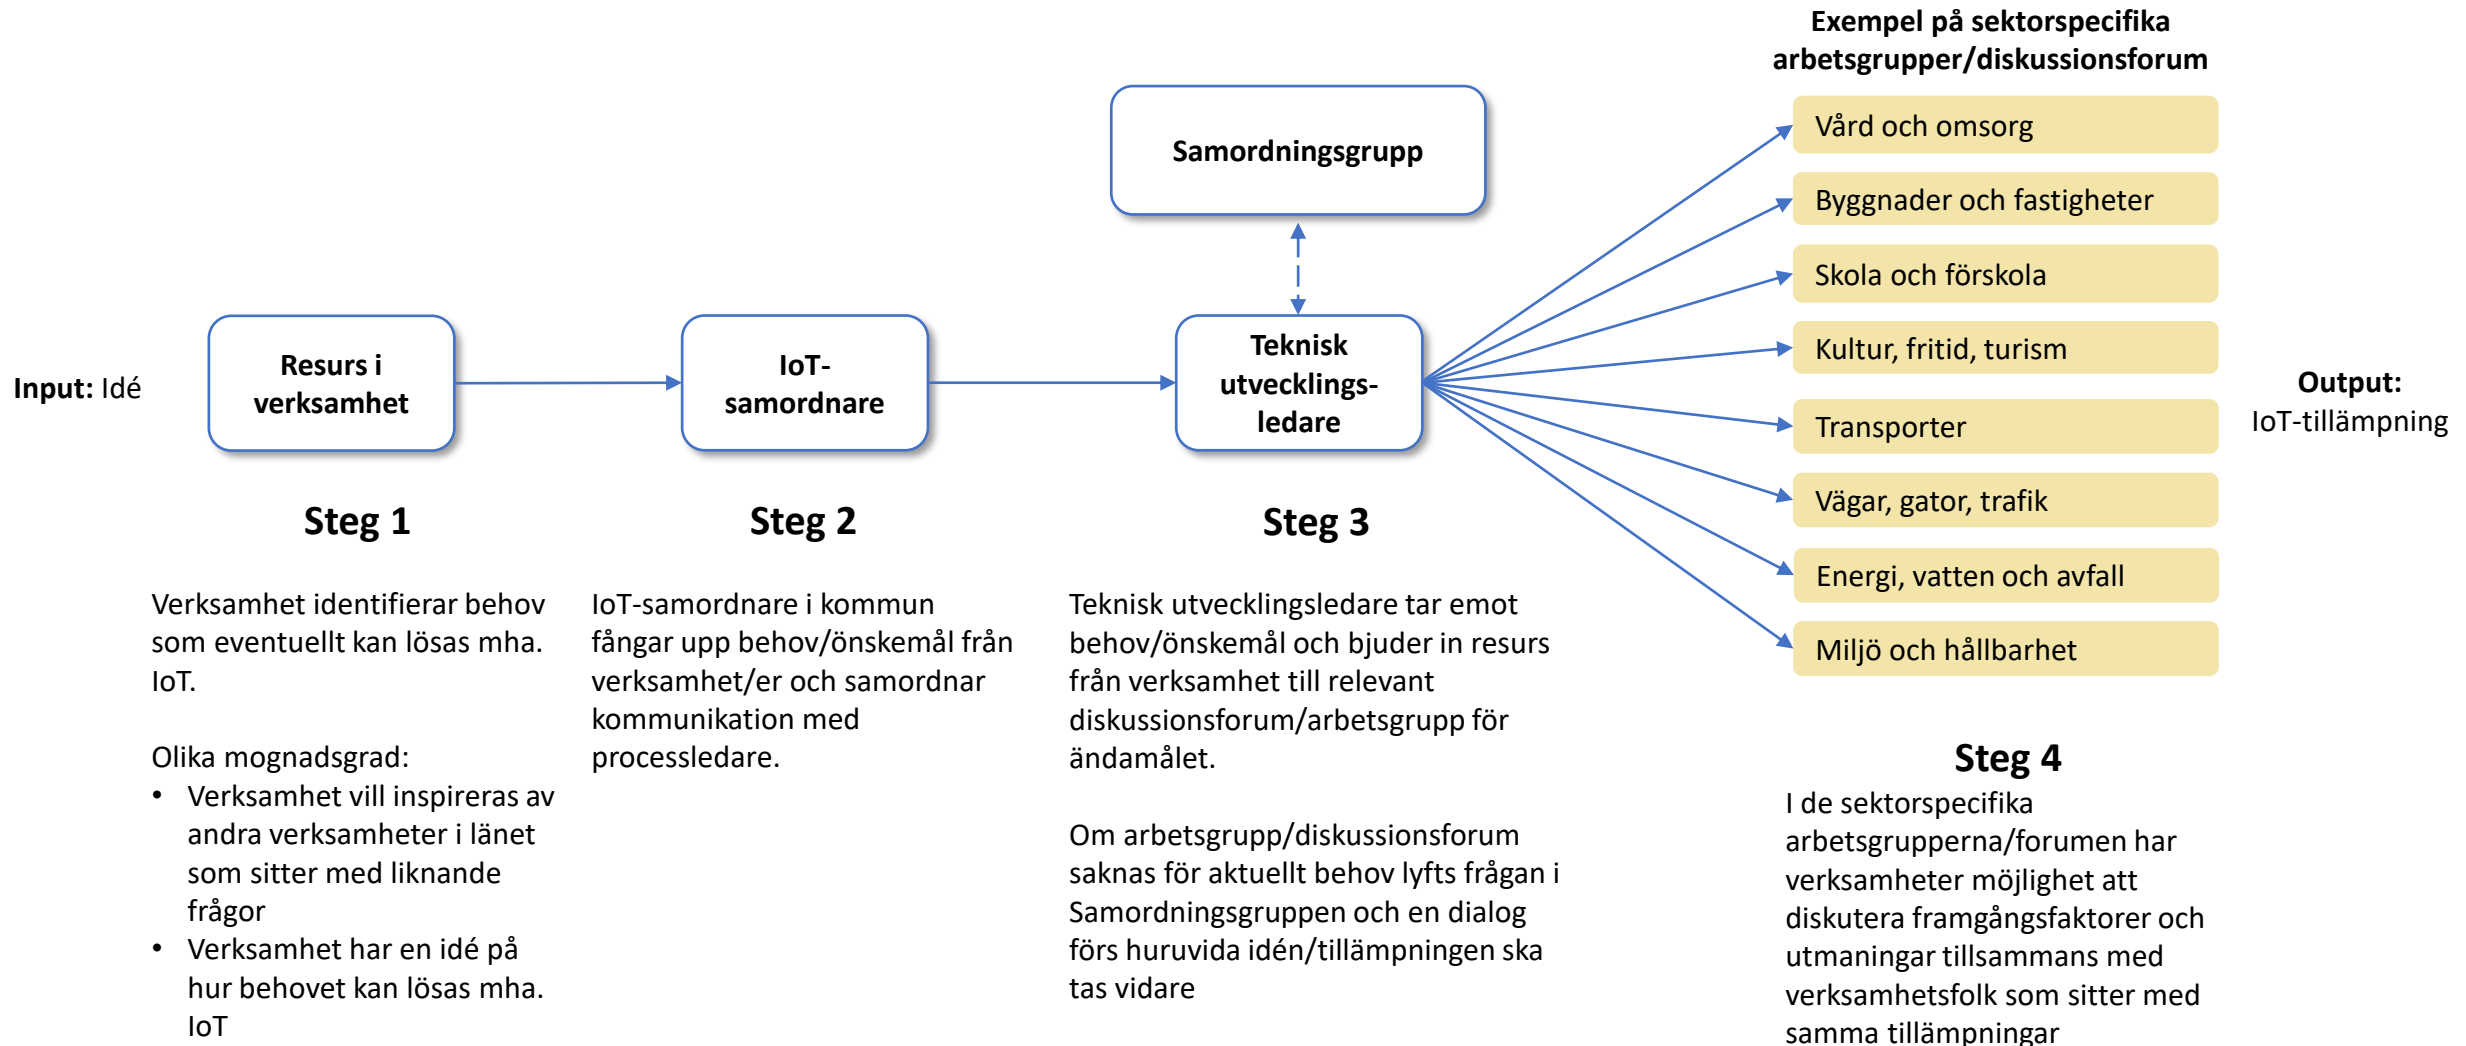 Exempel på sektorspecifika
arbetsgrupper/diskussionsforum
Samordningsgrupp
Vård och omsorg
Byggnader och fastigheter
Skola och förskola
Kultur, fritid, turism
Transporter
Vägar, gator, trafik
Energi, vatten och avfall
Miljö och hållbarhet
Input: Idé
Resurs i
verksamhet
IoT-
samordnare
Teknisk
utvecklings-
ledare
Output:
IoT-tillämpning
Steg 1
Verksamhet identifierar behov
som eventuellt kan lösas mha.
IoT.
Olika mognadsgrad:
• Verksamhet vill inspireras av
andra verksamheter i länet
som sitter med liknande
frågor
• Verksamhet har en idé på
hur behovet kan lösas mha.
IoT
Steg 2
IoT-samordnare i kommun
fångar upp behov/önskemål från
verksamhet/er och samordnar
kommunikation med
processledare.
Steg 3
Teknisk utvecklingsledare tar emot
behov/önskemål och bjuder in resurs
från verksamhet till relevant
diskussionsforum/arbetsgrupp för
ändamålet.
Om arbetsgrupp/diskussionsforum
saknas för aktuellt behov lyfts frågan i
Samordningsgruppen och en dialog
förs huruvida idén/tillämpningen ska
tas vidare
Steg 4
I de sektorspecifika
arbetsgrupperna/forumen har
verksamheter möjlighet att
diskutera framgångsfaktorer och
utmaningar tillsammans med
verksamhetsfolk som sitter med
samma tillämpningar